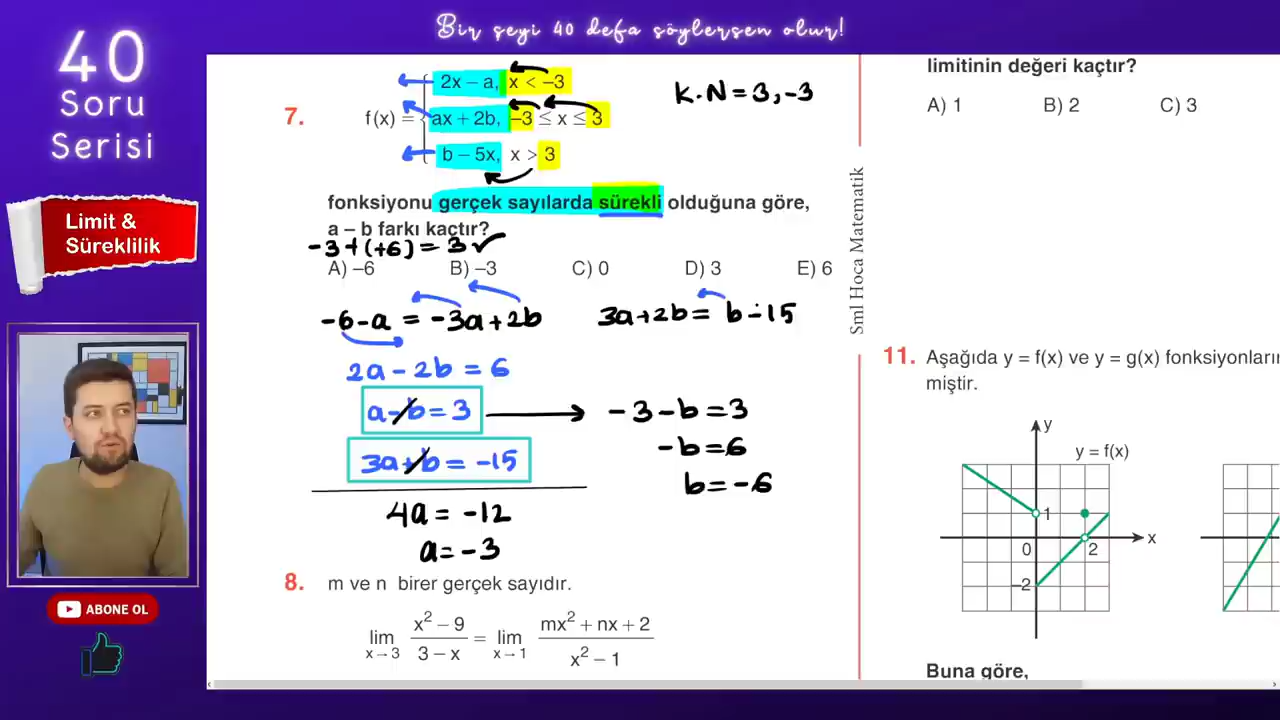 Bir şeyi 40 defa söylersen olur!
40
Soru
Serisi
Limit &
Süreklilik
ABONE OL
7.
f(x) =
2x – a, x < –3
ax + 2b, –3 ≤ x ≤ 3
b – 5x, x > 3
K.N = 3, -3
fonksiyonu gerçek sayılarda sürekli olduğuna göre,
a – b farkı kaçtır?
-3+(+6) = 3 ✓
A) –6 B) –3 C) 0 D) 3 E) 6
-6-a = -3a+2b
3a+2b = b-15
2a - 2b = 6
a-b = 3
-3-b=3
3a+b = -15
-b=6
b=-6
4a = -12
a=-3
8. m ve n birer gerçek sayıdır.
lim x→3 x² – 9 / 3 – x = lim x→1 mx² + nx + 2 / x² – 1
Sml Hoca Matematik
limitinin değeri kaçtır?
A) 1 B) 2 C) 3
11. Aşağıda y = f(x) ve y = g(x) fonksiyonların
miştir.
y
y = f(x)
1
0
2
x
–2
Buna göre,